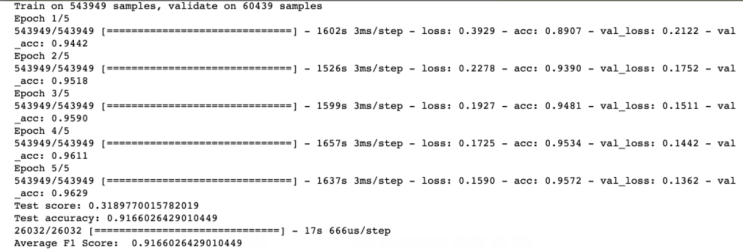 Train on 543949 samples, validate on 60439 samples
Epoch 1/5
543949/543949 [==============================] - 1602s 3ms/step - loss: 0.3929 - acc: 0.8907 - val_loss: 0.2122 - val
_acc: 0.9442
Epoch 2/5
543949/543949 [==============================] - 1526s 3ms/step - loss: 0.2278 - acc: 0.9390 - val_loss: 0.1752 - val
_acc: 0.9518
Epoch 3/5
543949/543949 [==============================] - 1599s 3ms/step - loss: 0.1927 - acc: 0.9481 - val_loss: 0.1511 - val
_acc: 0.9590
Epoch 4/5
543949/543949 [==============================] - 1657s 3ms/step - loss: 0.1725 - acc: 0.9534 - val_loss: 0.1442 - val
_acc: 0.9611
Epoch 5/5
543949/543949 [==============================] - 1637s 3ms/step - loss: 0.1590 - acc: 0.9572 - val_loss: 0.1362 - val
_acc: 0.9629
Test score: 0.3189770015782019
Test accuracy: 0.9166026429010449
26032/26032 [==============================] - 17s 666us/step
Average F1 Score:  0.9166026429010449